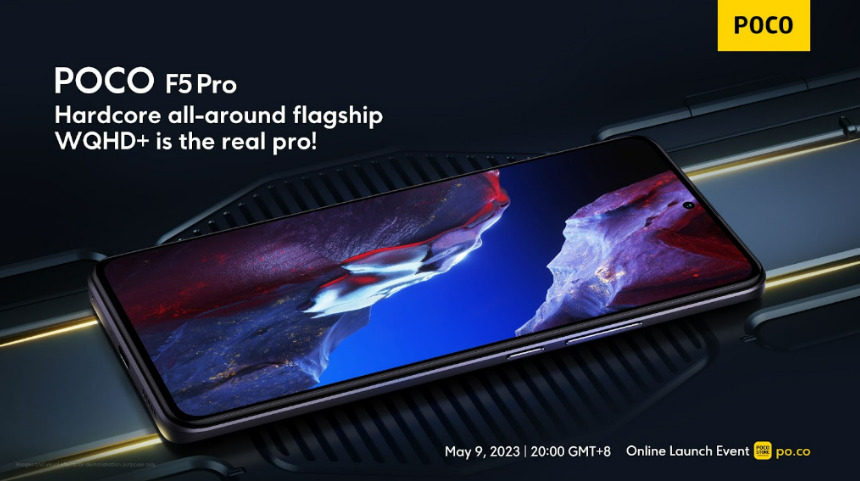 POCO
POCO F5 Pro
Hardcore all-around flagship
WQHD+ is the real pro!
May 9, 2023 | 20:00 GMT+8 Online Launch Event POCO STORE po.co